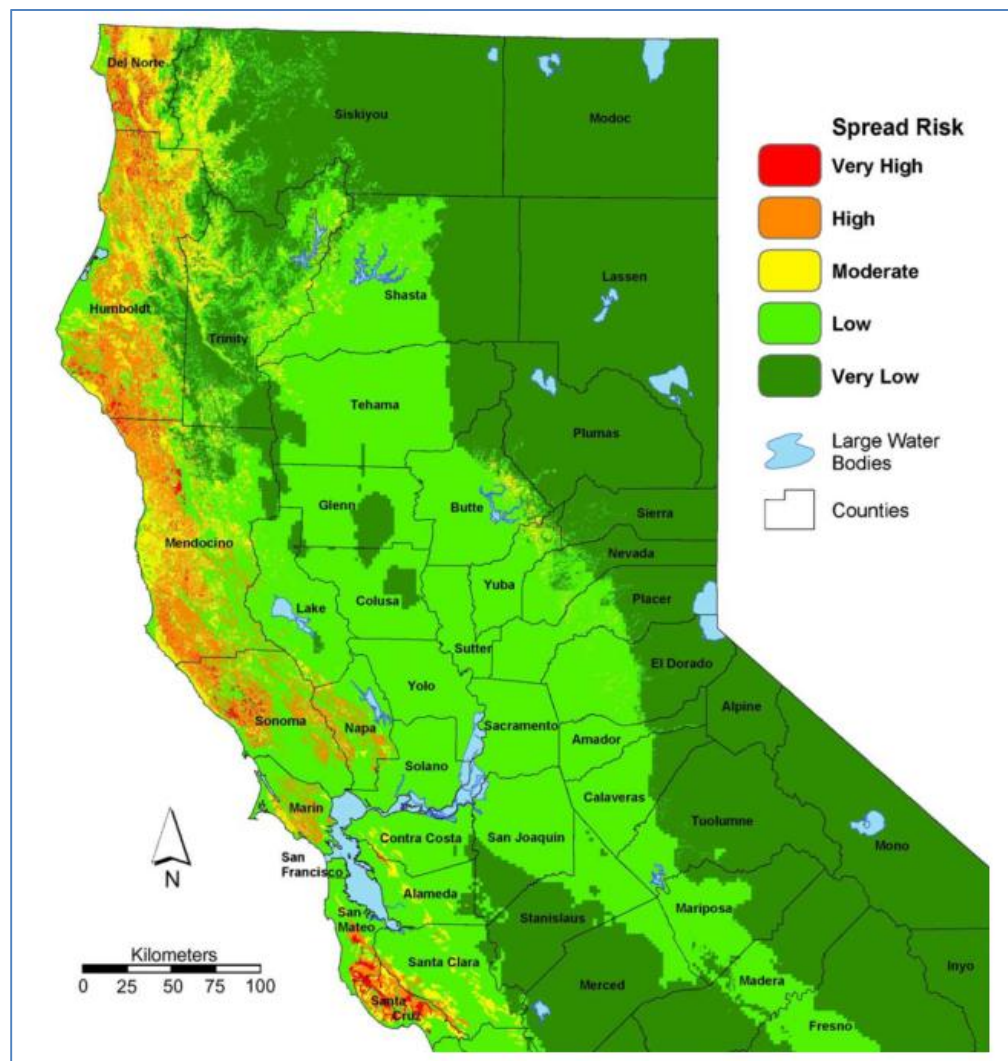 Del Norte
Siskiyou
Modoc
Spread Risk
Very High
High
Moderate
Low
Very Low
Large Water
Bodies
Counties
Humboldt
Trinity
Shasta
Lassen
Tehama
Plumas
Glenn
Butte
Sierra
Mendocino
Nevada
Lake
Colusa
Yuba
Placer
Sutter
El Dorado
Yolo
Alpine
Sonoma
Napa
Sacramento
Amador
Solano
Calaveras
Marin
Tuolumne
Mono
Contra Costa
San Joaquin
San
Francisco
N
Alameda
Stanislaus
Mariposa
San
Mateo
Kilometers
0 25 50 75 100
Santa Clara
Merced
Madera
Inyo
Santa
Cruz
Fresno